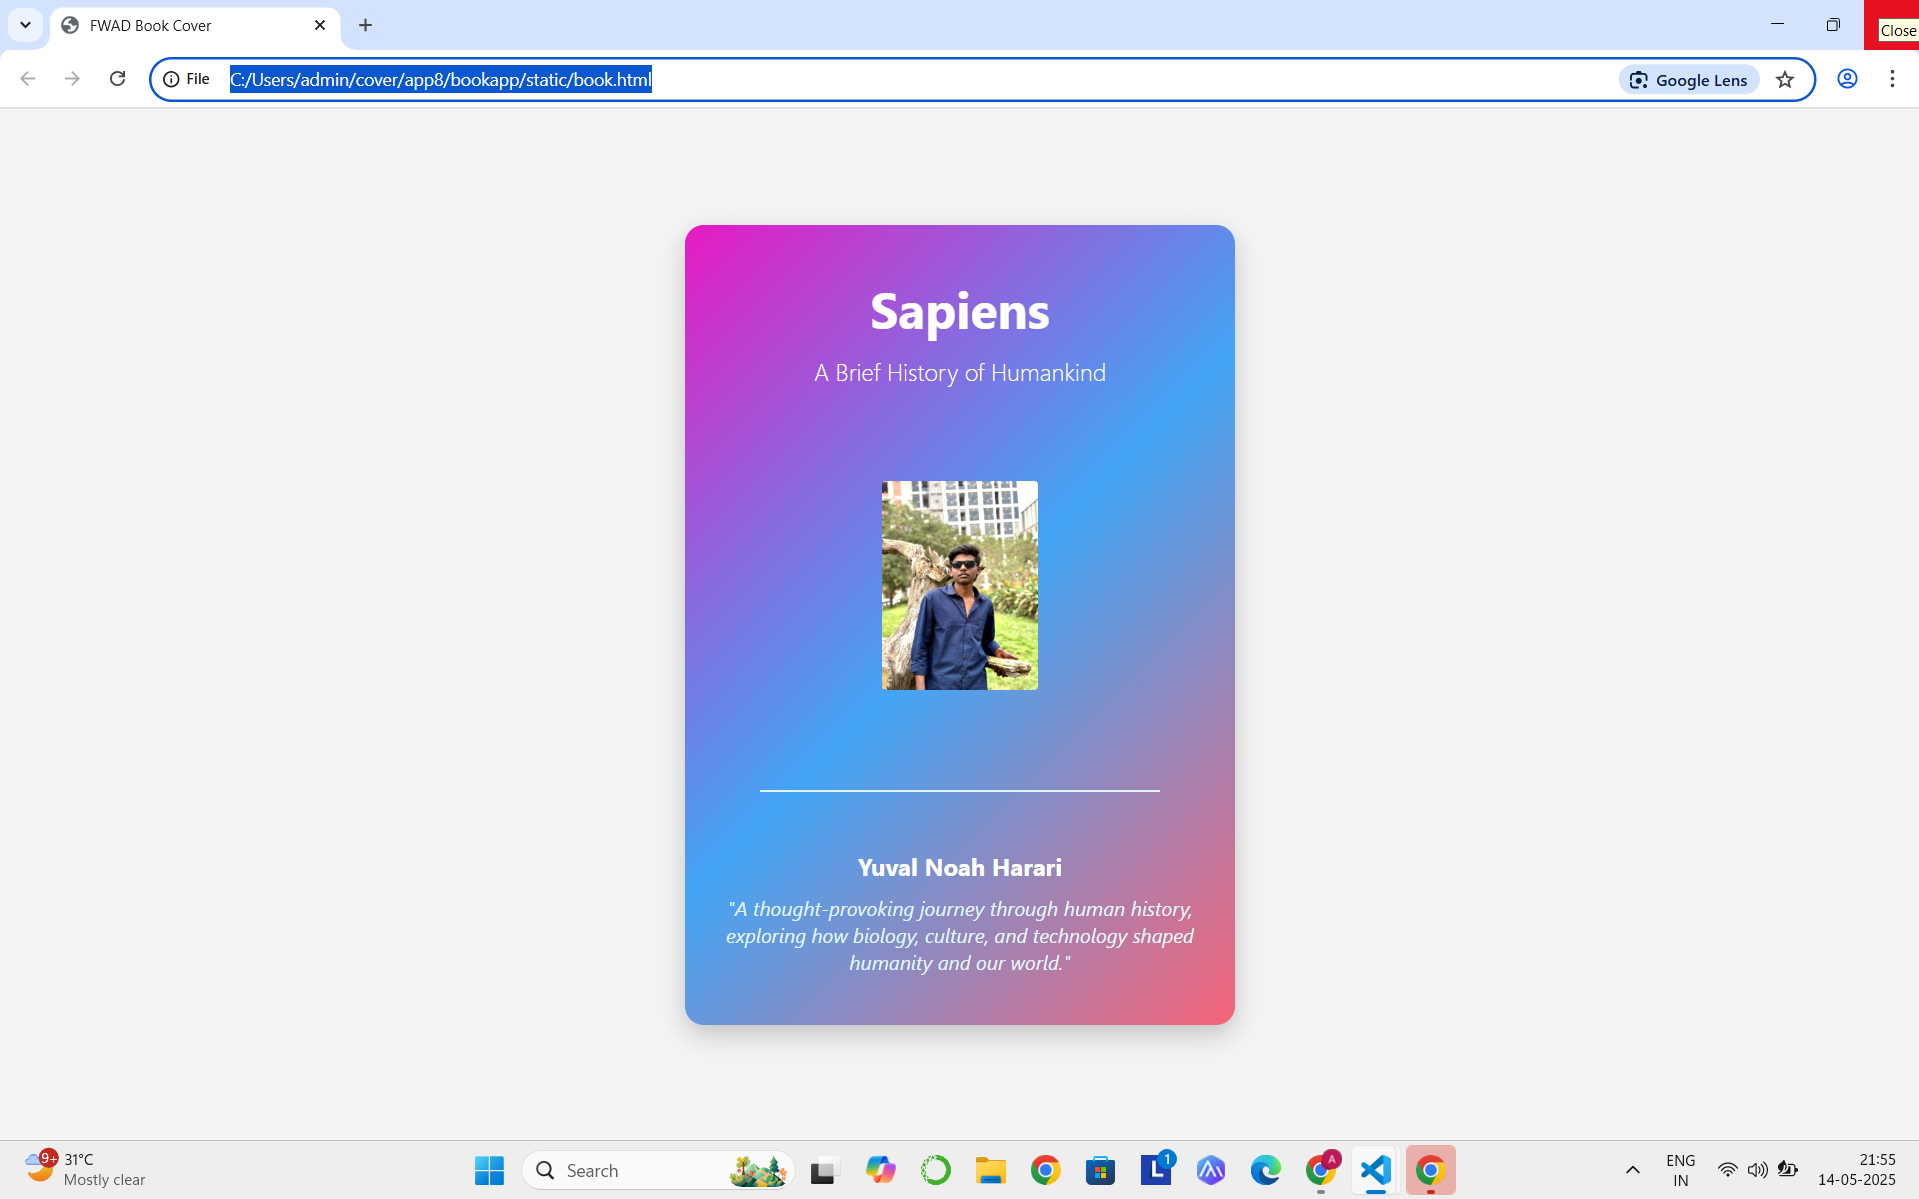 FWAD Book Cover
Close
File
C:/Users/admin/cover/app8/bookapp/static/book.html
Google Lens
Sapiens
A Brief History of Humankind
Yuval Noah Harari
"A thought-provoking journey through human history,
exploring how biology, culture, and technology shaped
humanity and our world."
9+
31°C
Mostly clear
Search
L
1
A
ENG
IN
21:55
14-05-2025